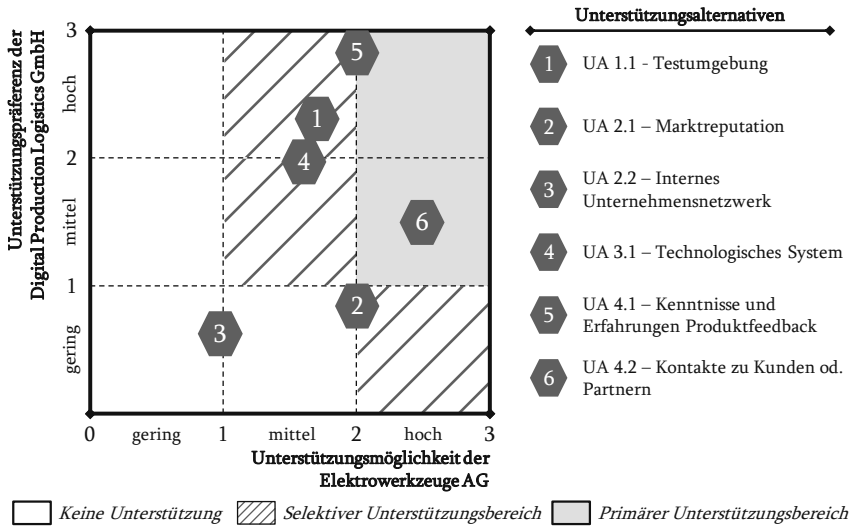 Unterstützungspräferenz der
Digital Production Logistics GmbH
3
hoch
2
mittel
1
gering
0
gering
1
mittel
2
hoch
3
Unterstützungsmöglichkeit der
Elektrowerkzeuge AG
5
1
4
6
2
3
Unterstützungsalternativen
1 UA 1.1 - Testumgebung
2 UA 2.1 – Marktreputation
3 UA 2.2 – Internes
Unternehmensnetzwerk
4 UA 3.1 – Technologisches System
5 UA 4.1 – Kenntnisse und
Erfahrungen Produktfeedback
6 UA 4.2 – Kontakte zu Kunden od.
Partnern
Keine Unterstützung
Selektiver Unterstützungsbereich
Primärer Unterstützungsbereich